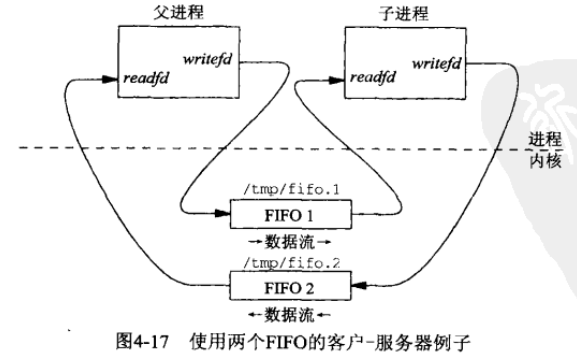 父进程
子进程
writefd
readfd
writefd
readfd
进程
内核
/tmp/fifo.1
FIFO 1
→数据流→
/tmp/fifo.2
FIFO 2
←数据流←
图4-17 使用两个FIFO的客户-服务器例子